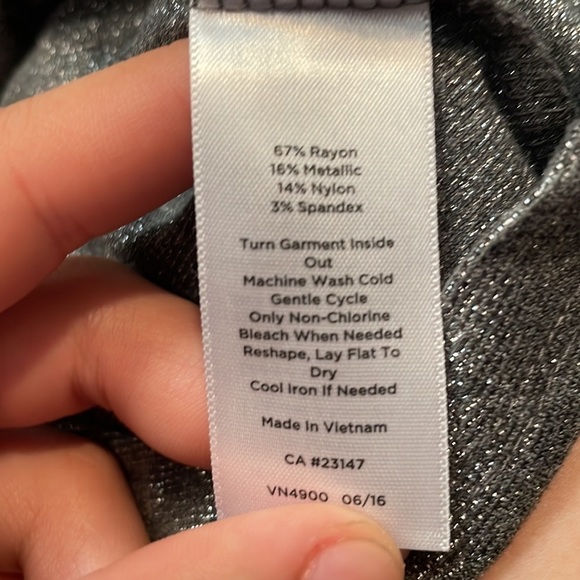 67% Rayon
16% Metallic
14% Nylon
3% Spandex
Turn Garment Inside
Out
Machine Wash Cold
Gentle Cycle
Only Non-Chlorine
Bleach When Needed
Reshape, Lay Flat To
Dry
Cool Iron If Needed
Made In Vietnam
CA #23147
VN4900 06/16